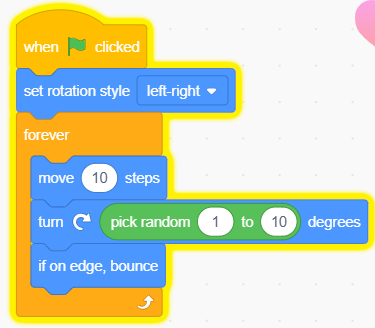 when clicked
set rotation style left-right
forever
move 10 steps
turn pick random 1 to 10 degrees
if on edge, bounce